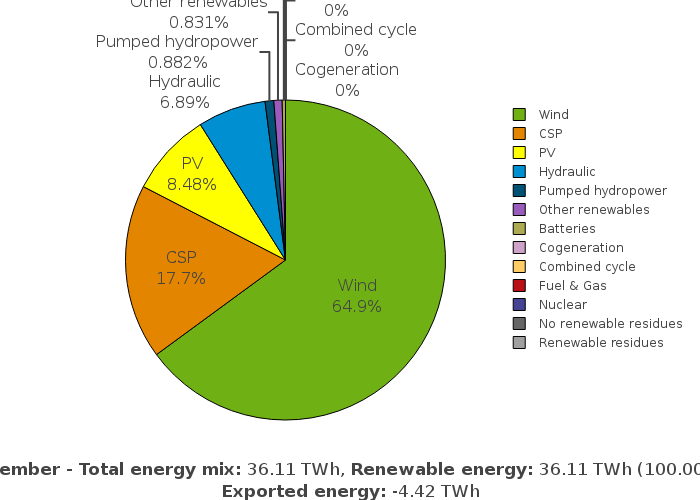 Other renewables
0.831%
0%
Combined cycle
0%
Pumped hydropower
0.882%
Cogeneration
0%
Hydraulic
6.89%
PV
8.48%
CSP
17.7%
Wind
64.9%
Wind
CSP
PV
Hydraulic
Pumped hydropower
Other renewables
Batteries
Cogeneration
Combined cycle
Fuel & Gas
Nuclear
No renewable residues
Renewable residues
ember - Total energy mix: 36.11 TWh, Renewable energy: 36.11 TWh (100.00
Exported energy: -4.42 TWh